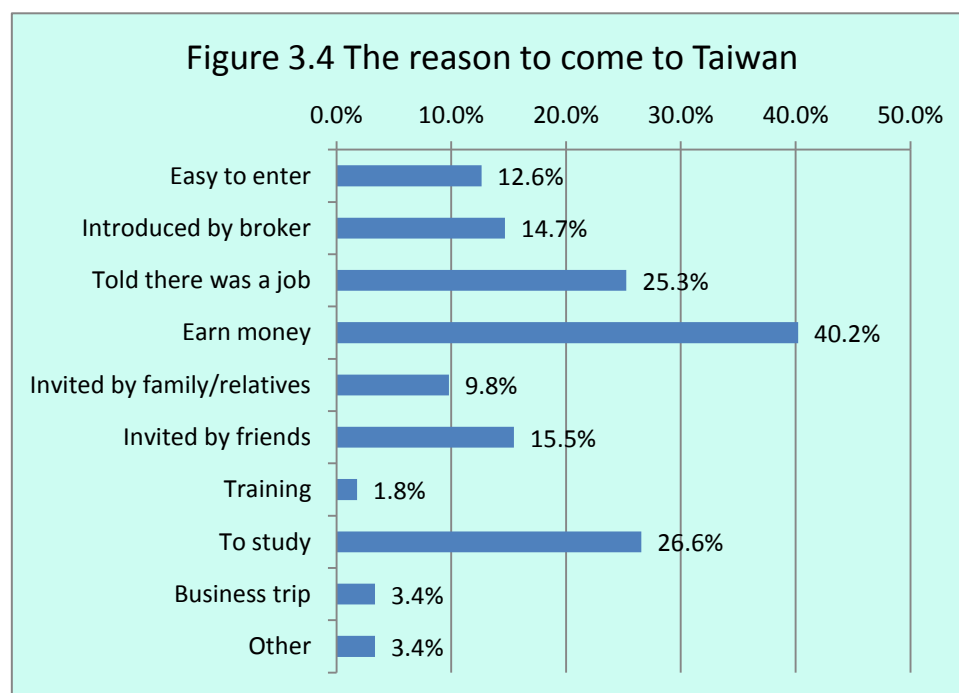 Figure 3.4 The reason to come to Taiwan
0.0% 10.0% 20.0% 30.0% 40.0% 50.0%
Easy to enter 12.6%
Introduced by broker 14.7%
Told there was a job 25.3%
Earn money 40.2%
Invited by family/relatives 9.8%
Invited by friends 15.5%
Training 1.8%
To study 26.6%
Business trip 3.4%
Other 3.4%